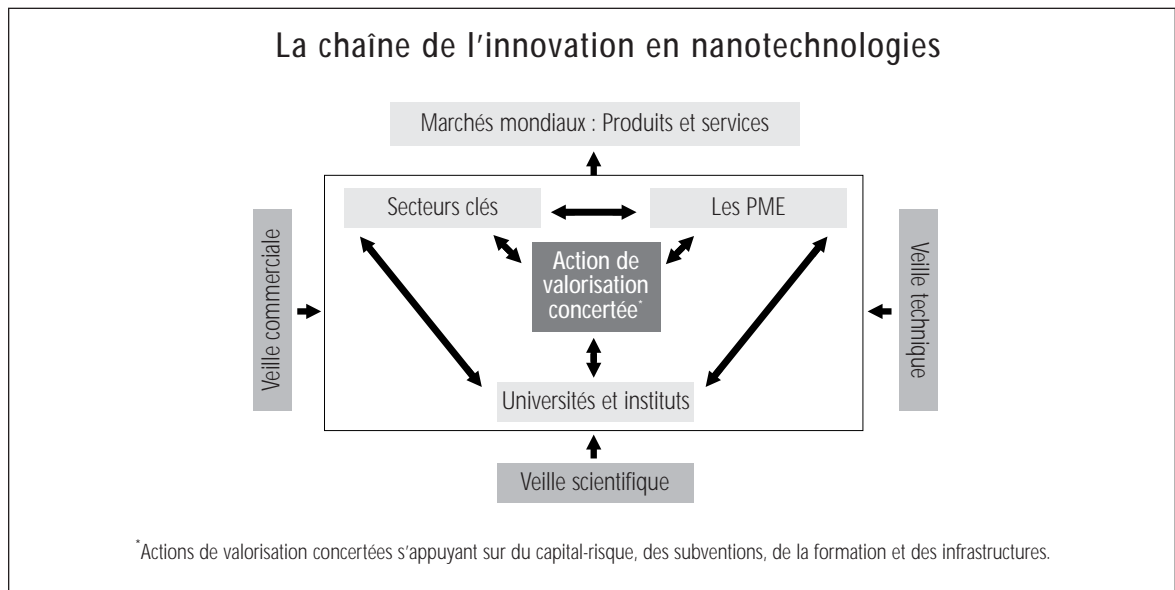 La chaîne de l'innovation en nanotechnologies
Marchés mondiaux : Produits et services
Secteurs clés
Les PME
Veille commerciale
Action de
valorisation
concertée*
Veille technique
Universités et instituts
Veille scientifique
*Actions de valorisation concertées s'appuyant sur du capital-risque, des subventions, de la formation et des infrastructures.